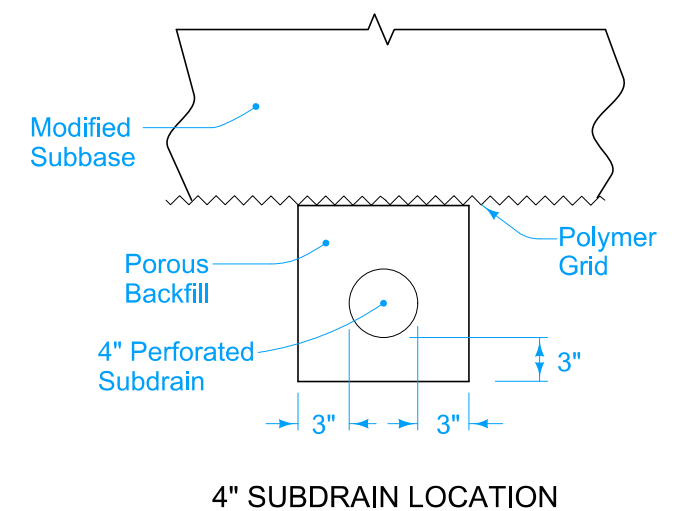 Modified
Subbase
Polymer
Grid
Porous
Backfill
4" Perforated
Subdrain
3"
3"
3"
4" SUBDRAIN LOCATION